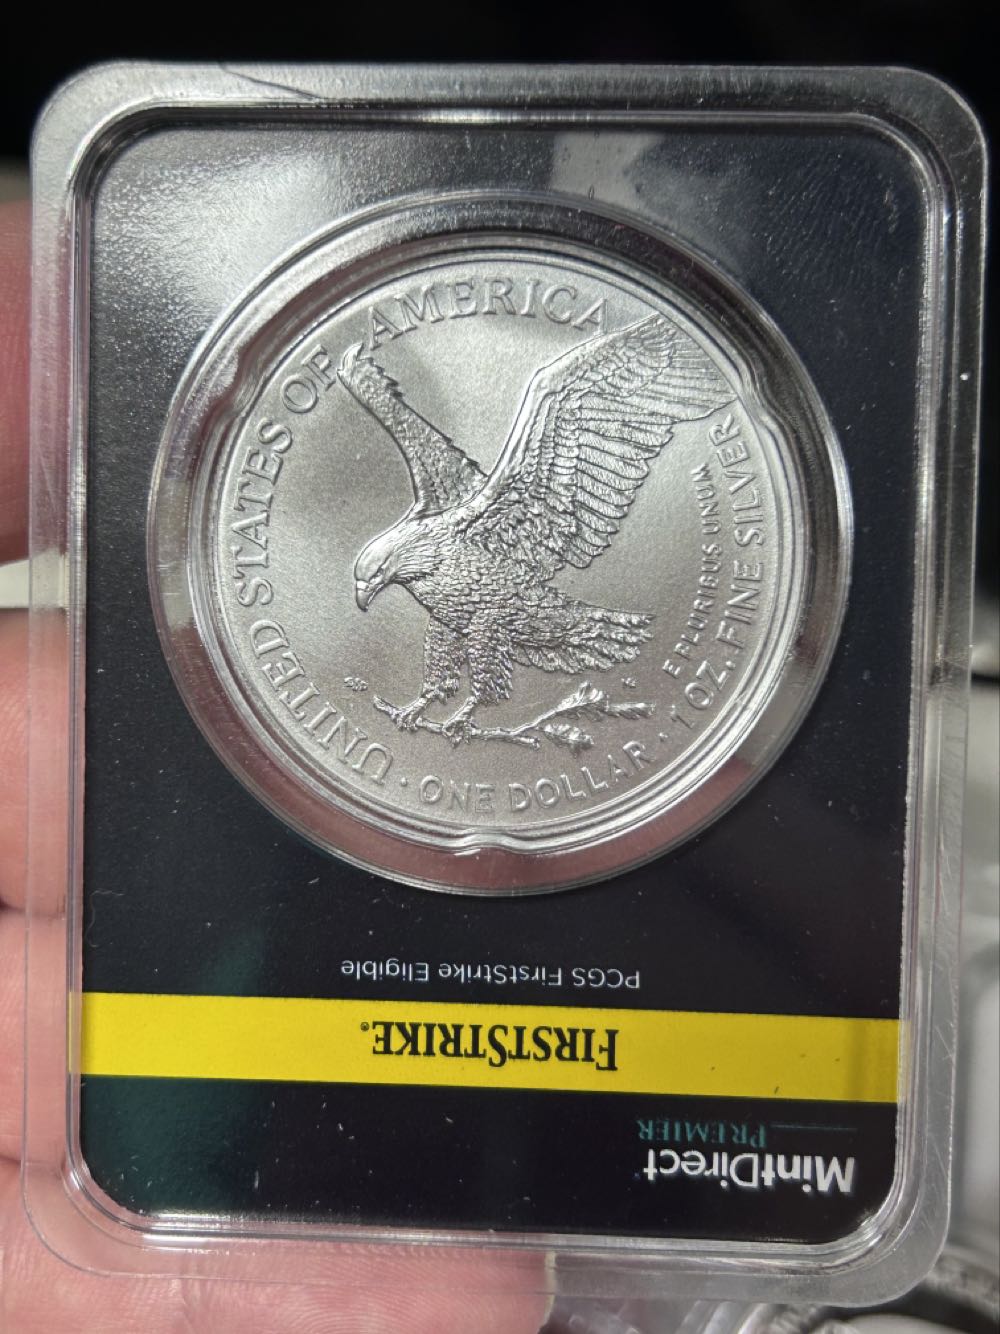 UNITED STATES OF AMERICA
E PLURIBUS UNUM
1 OZ. FINE SILVER
· ONE DOLLAR ·
MintDirect
PREMIER
FIRSTSTRIKE®
PCGS FirstStrike Eligible